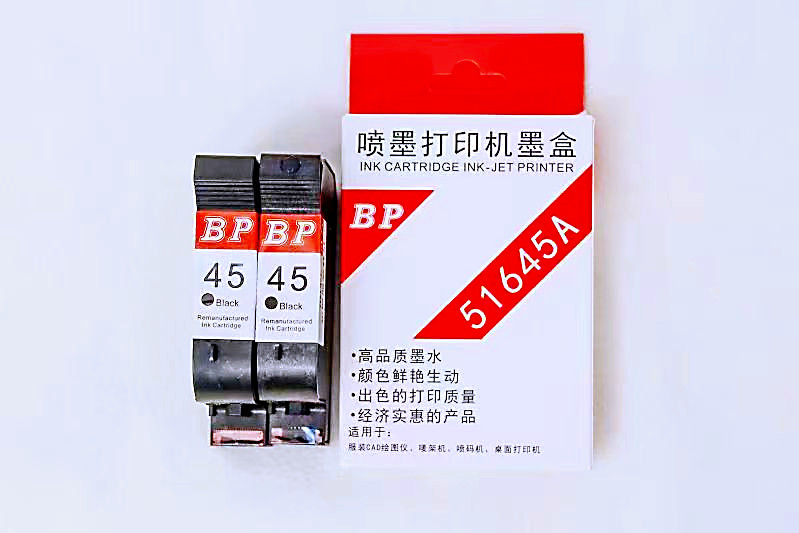 BP
45
Black
Remanufactured
Ink Cartridge
BP
45
Black
Remanufactured
Ink Cartridge
喷墨打印机墨盒
INK CARTRIDGE INK-JET PRINTER
BP
51645A
•高品质墨水
•颜色鲜艳生动
•出色的打印质量
•经济实惠的产品
适用于：
服装CAD绘图仪、唛架机、喷码机、桌面打印机